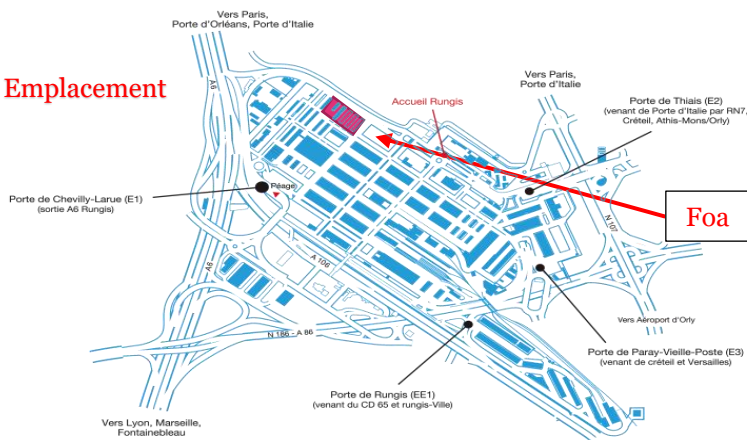 Vers Paris,
Porte d'Orléans, Porte d'Italie
Emplacement
A6
Accueil Rungis
Vers Paris,
Porte d'Italie
Porte de Thiais (E2)
(venant de Porte d'Italie par RN7,
Créteil, Athis-Mons/Orly)
Péage
Porte de Chevilly-Larue (E1)
(sortie A6 Rungis)
Foa
N 107
A 106
A6
Vers Aéroport d'Orly
N 186 - A 86
Porte de Paray-Vieille-Poste (E3)
(venant de créteil et Versailles)
Porte de Rungis (EE1)
(venant du CD 65 et rungis-Ville)
Vers Lyon, Marseille,
Fontainebleau